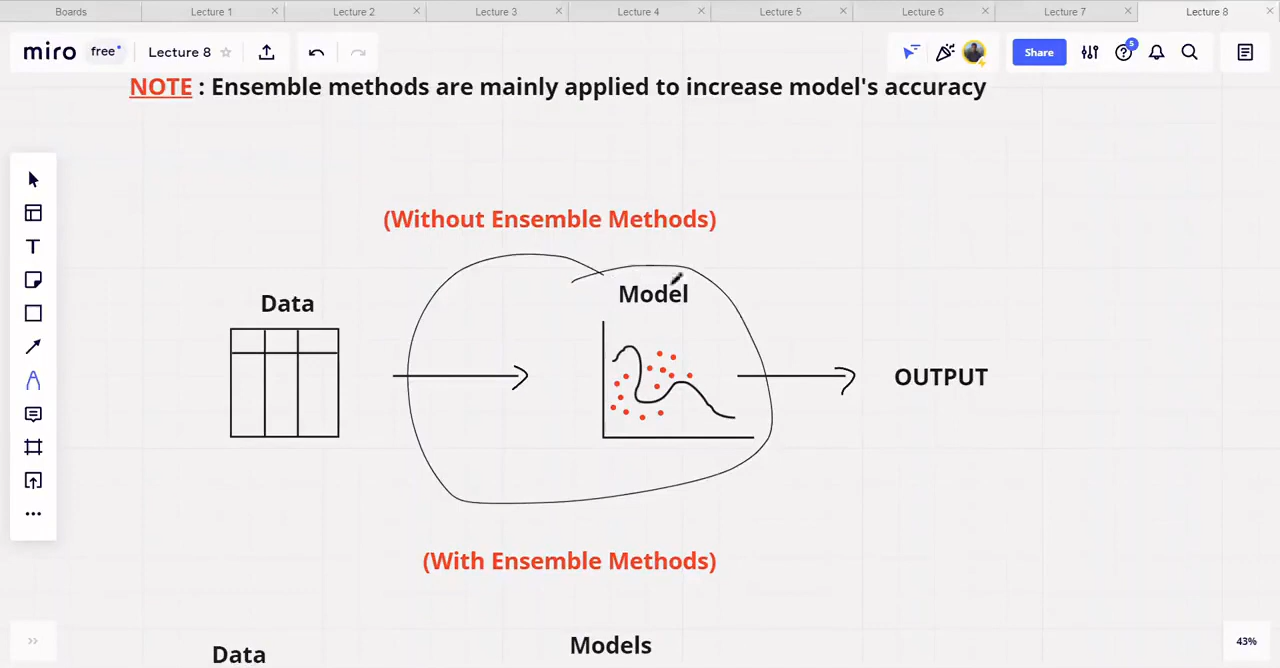 Boards Lecture 1 Lecture 2 Lecture 3 Lecture 4 Lecture 5 Lecture 6 Lecture 7 Lecture 8
miro free Lecture 8 Share 5
NOTE : Ensemble methods are mainly applied to increase model's accuracy
(Without Ensemble Methods)
Data
Model
OUTPUT
(With Ensemble Methods)
Data
Models
43%